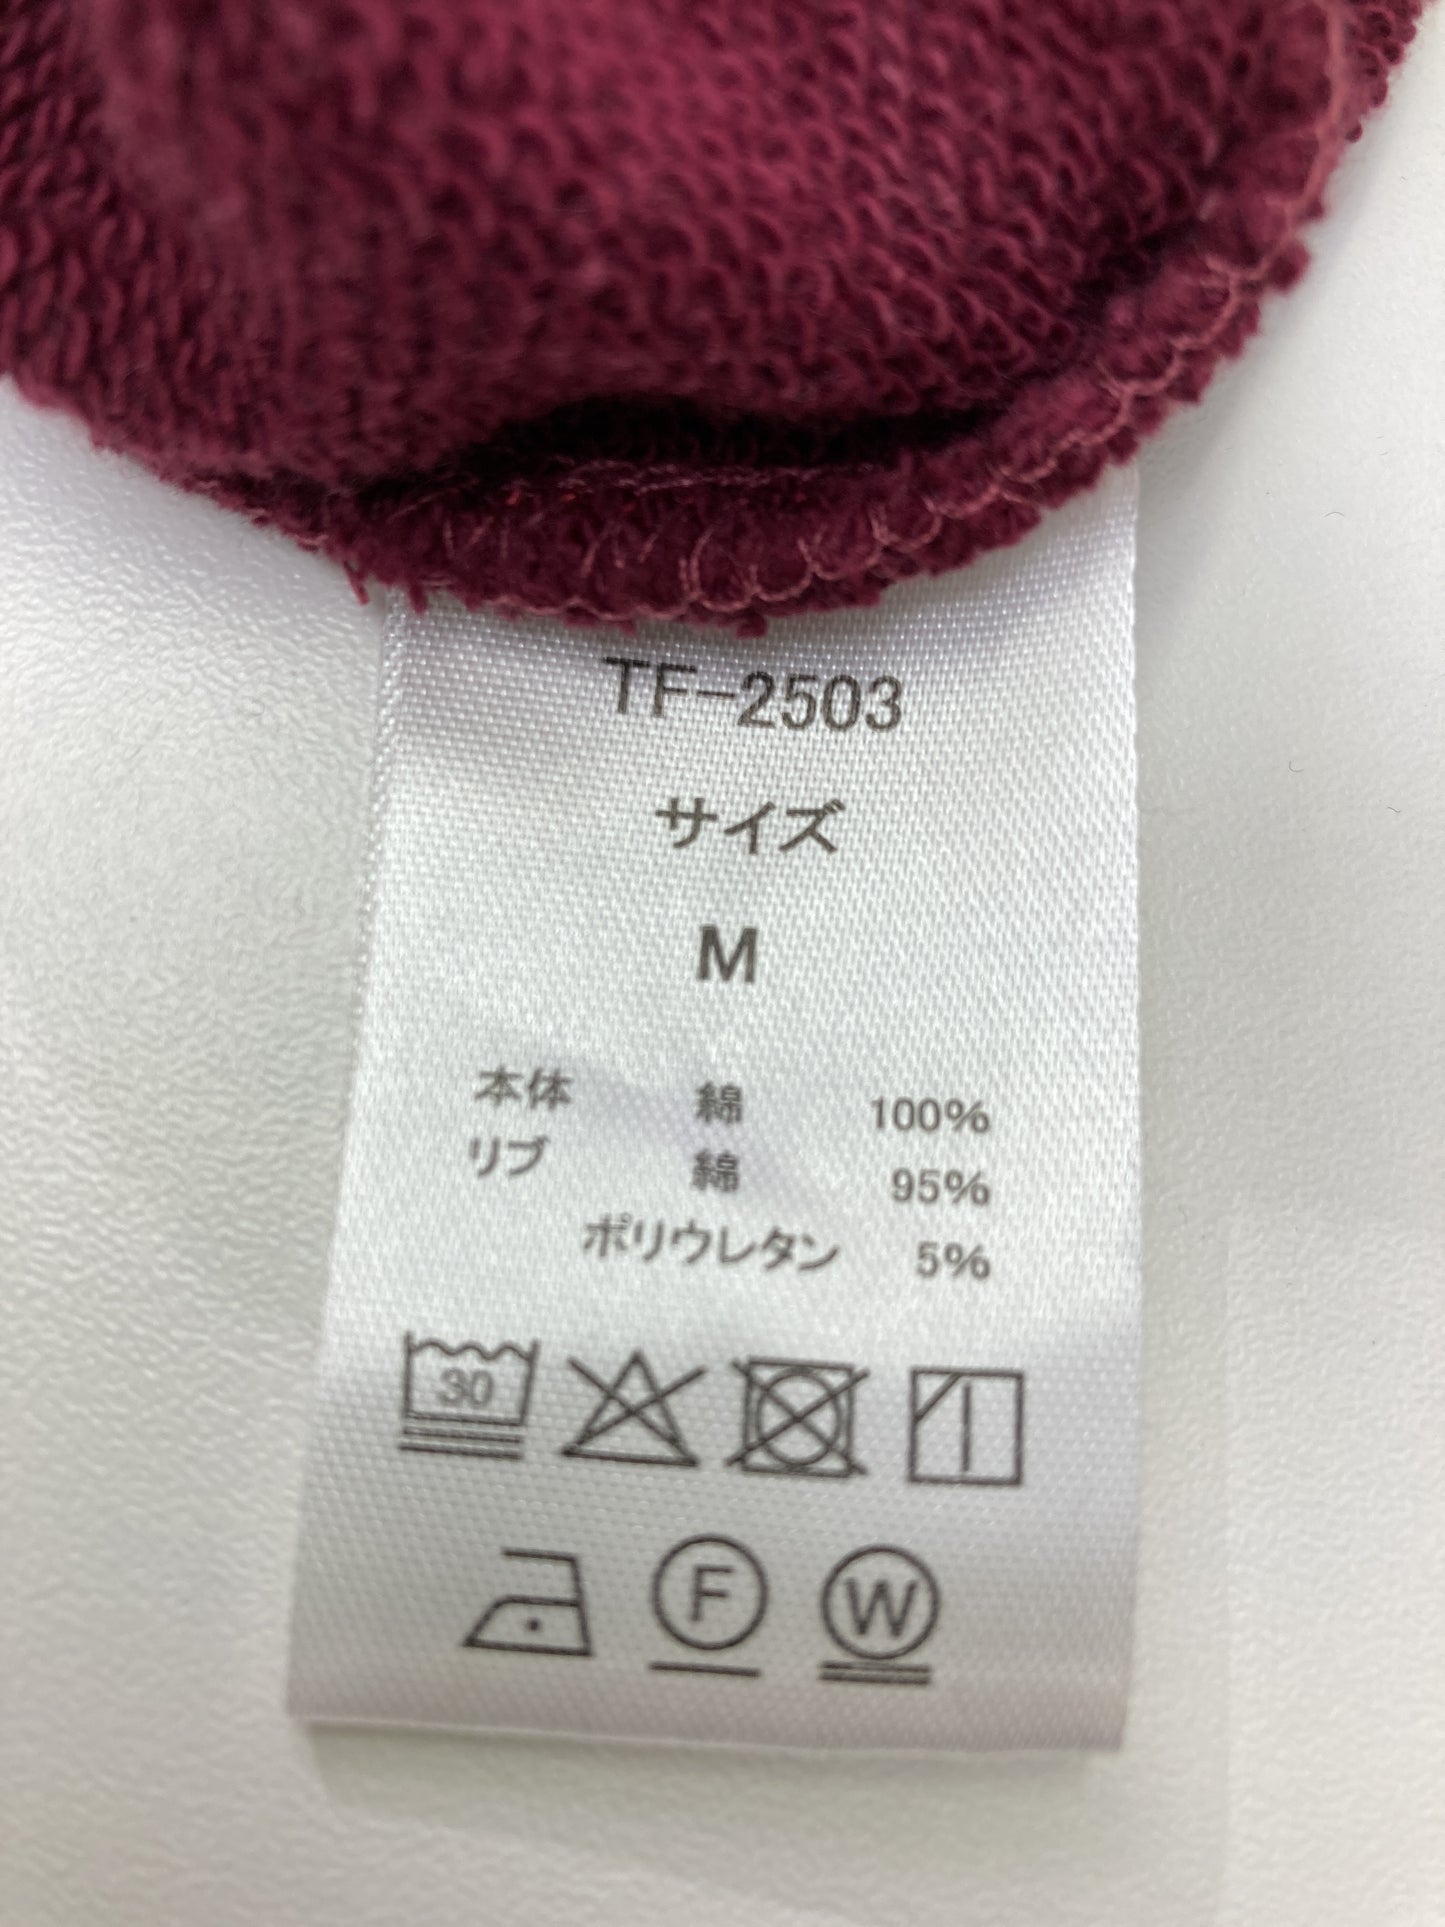 TF-2503
サイズ
M
本体 綿 100%
リブ 綿 95%
ポリウレタン 5%
30
F W